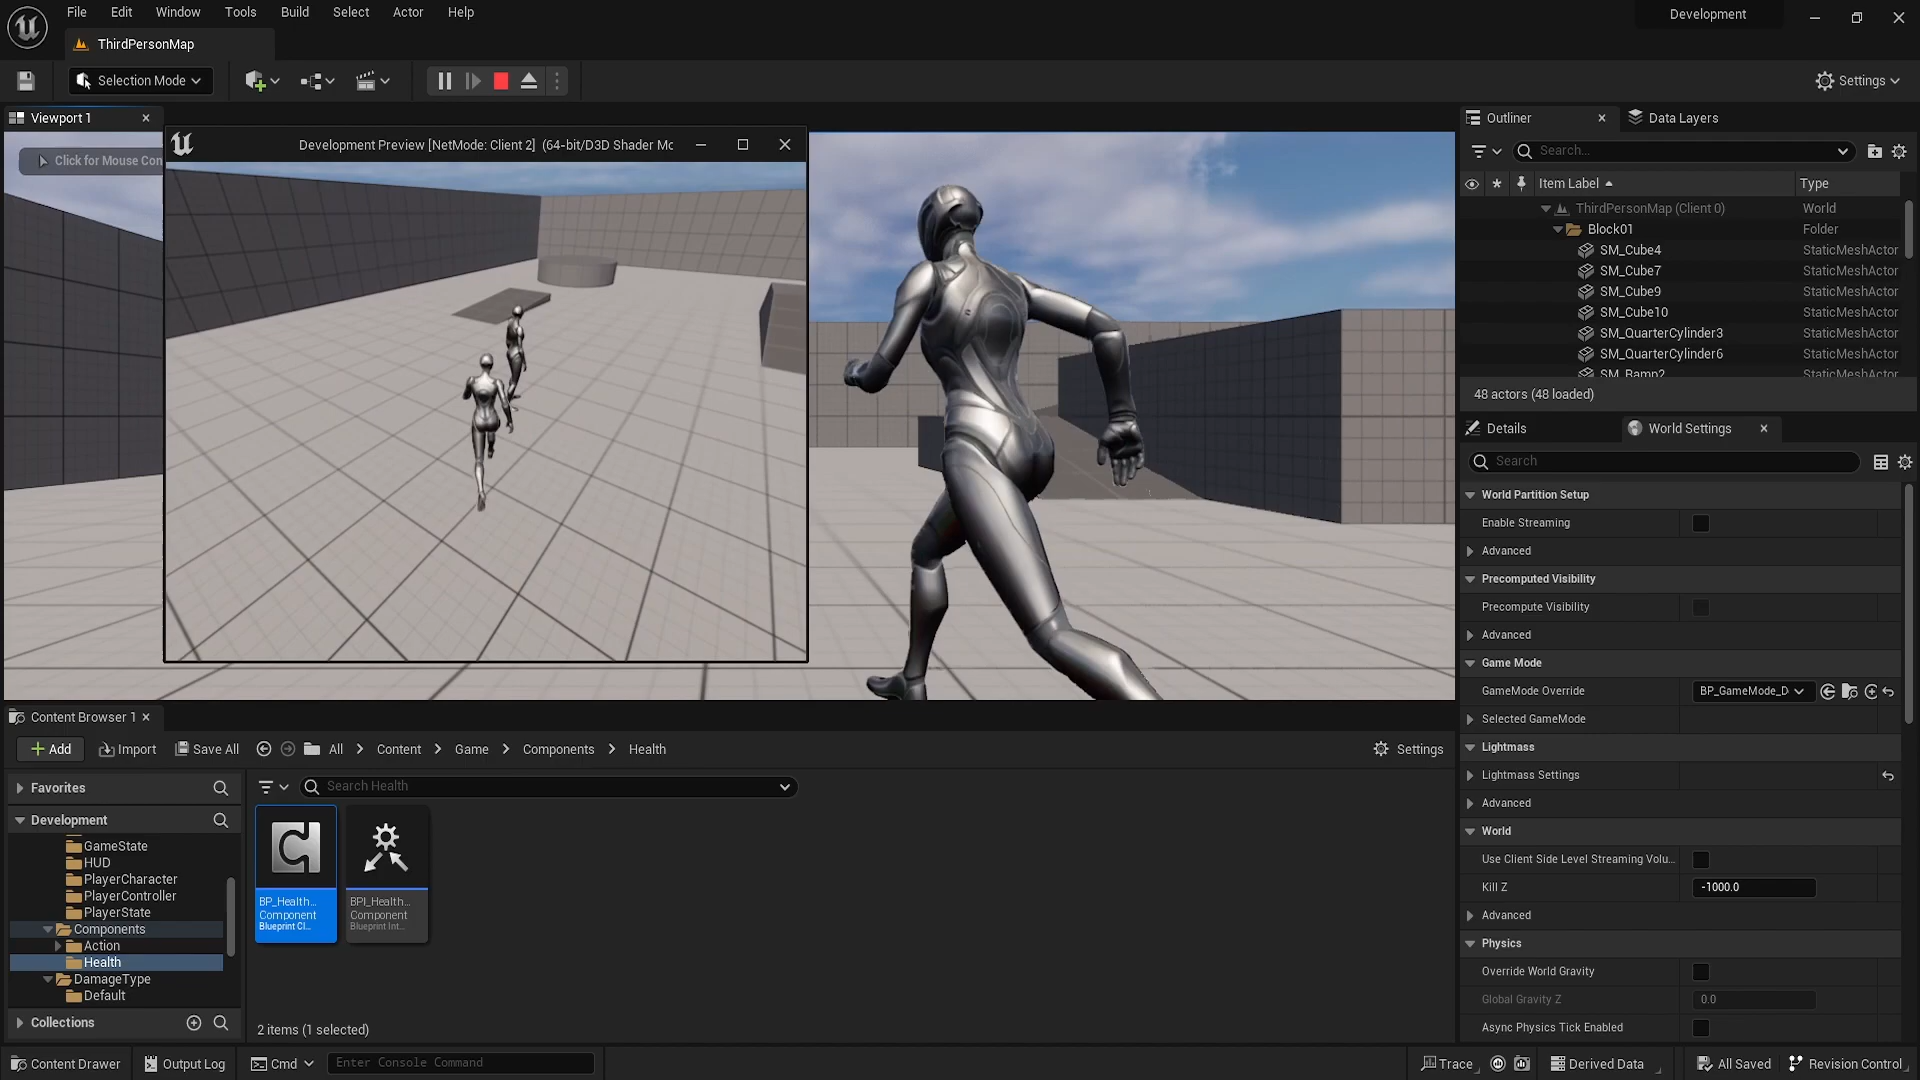 File Edit Window Tools Build Select Actor Help
Development
ThirdPersonMap
Selection Mode
Settings
Viewport 1
Click for Mouse Con
Development Preview [NetMode: Client 2] (64-bit/D3D Shader Mo
Outliner
Data Layers
Search...
Item Label
Type
ThirdPersonMap (Client 0)
World
Block01
Folder
SM_Cube4
StaticMeshActor
SM_Cube7
StaticMeshActor
SM_Cube9
StaticMeshActor
SM_Cube10
StaticMeshActor
SM_QuarterCylinder3
StaticMeshActor
SM_QuarterCylinder6
StaticMeshActor
SM_Ramp2
StaticMeshActor
48 actors (48 loaded)
Details
World Settings
Search
World Partition Setup
Enable Streaming
Advanced
Precomputed Visibility
Precompute Visibility
Advanced
Game Mode
GameMode Override
BP_GameMode_D
Selected GameMode
Lightmass
Lightmass Settings
Advanced
World
Use Client Side Level Streaming Volu...
Kill Z
-1000.0
Advanced
Physics
Override World Gravity
Global Gravity Z
0.0
Async Physics Tick Enabled
Content Browser 1
Add
Import
Save All
All
Content
Game
Components
Health
Settings
Favorites
Search Health
Development
GameState
HUD
PlayerCharacter
PlayerController
PlayerState
Components
Action
Health
DamageType
Default
Collections
BP_Health...
Component
Blueprint Cl...
BPI_Health...
Component
Blueprint Int...
2 items (1 selected)
Content Drawer
Output Log
Cmd
Enter Console Command
Trace
Derived Data
All Saved
Revision Control